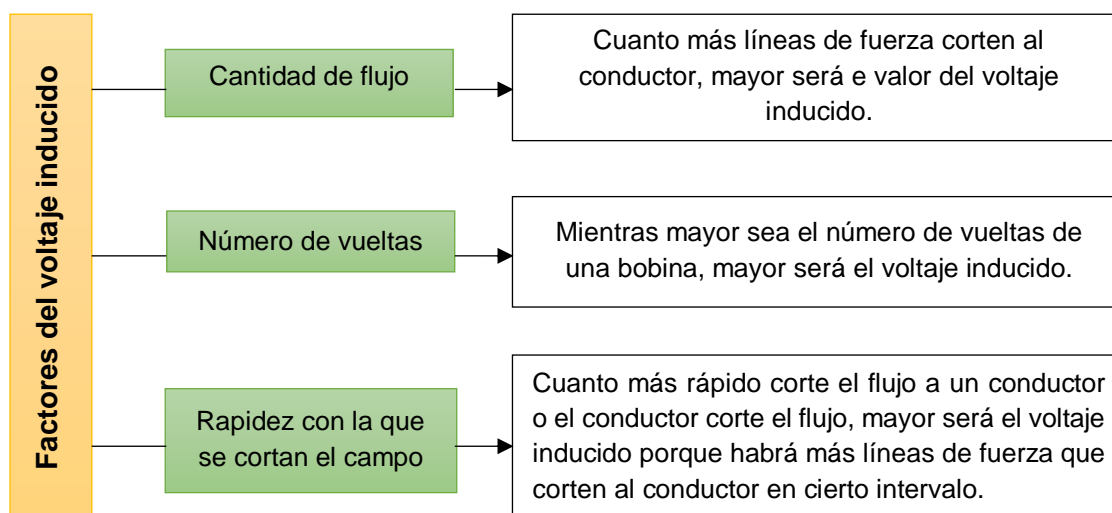 Factores del voltaje inducido
Cantidad de flujo
Cuanto más líneas de fuerza corten al
conductor, mayor será e valor del voltaje
inducido.
Número de vueltas
Mientras mayor sea el número de vueltas de
una bobina, mayor será el voltaje inducido.
Rapidez con la que
se cortan el campo
Cuanto más rápido corte el flujo a un conductor
o el conductor corte el flujo, mayor será el voltaje
inducido porque habrá más líneas de fuerza que
corten al conductor en cierto intervalo.